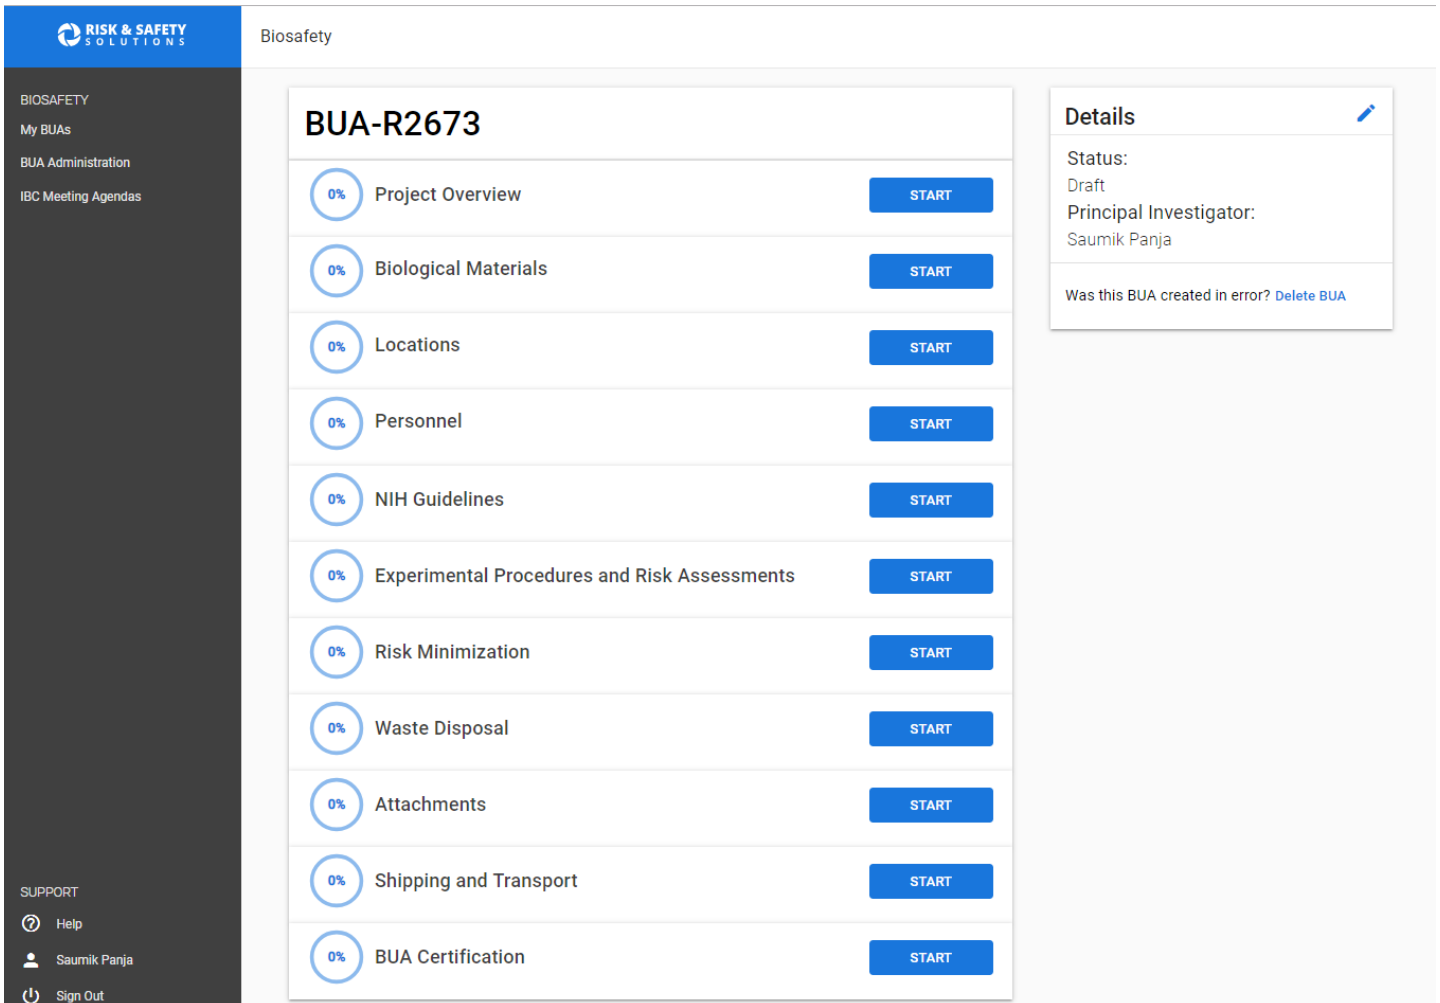 RISK & SAFETY
SOLUTIONS
Biosafety
BIOSAFETY
My BUAs
BUA Administration
IBC Meeting Agendas
SUPPORT
Help
Saumik Panja
Sign Out
BUA-R2673
0% Project Overview START
0% Biological Materials START
0% Locations START
0% Personnel START
0% NIH Guidelines START
0% Experimental Procedures and Risk Assessments START
0% Risk Minimization START
0% Waste Disposal START
0% Attachments START
0% Shipping and Transport START
0% BUA Certification START
Details
Status:
Draft
Principal Investigator:
Saumik Panja
Was this BUA created in error? Delete BUA